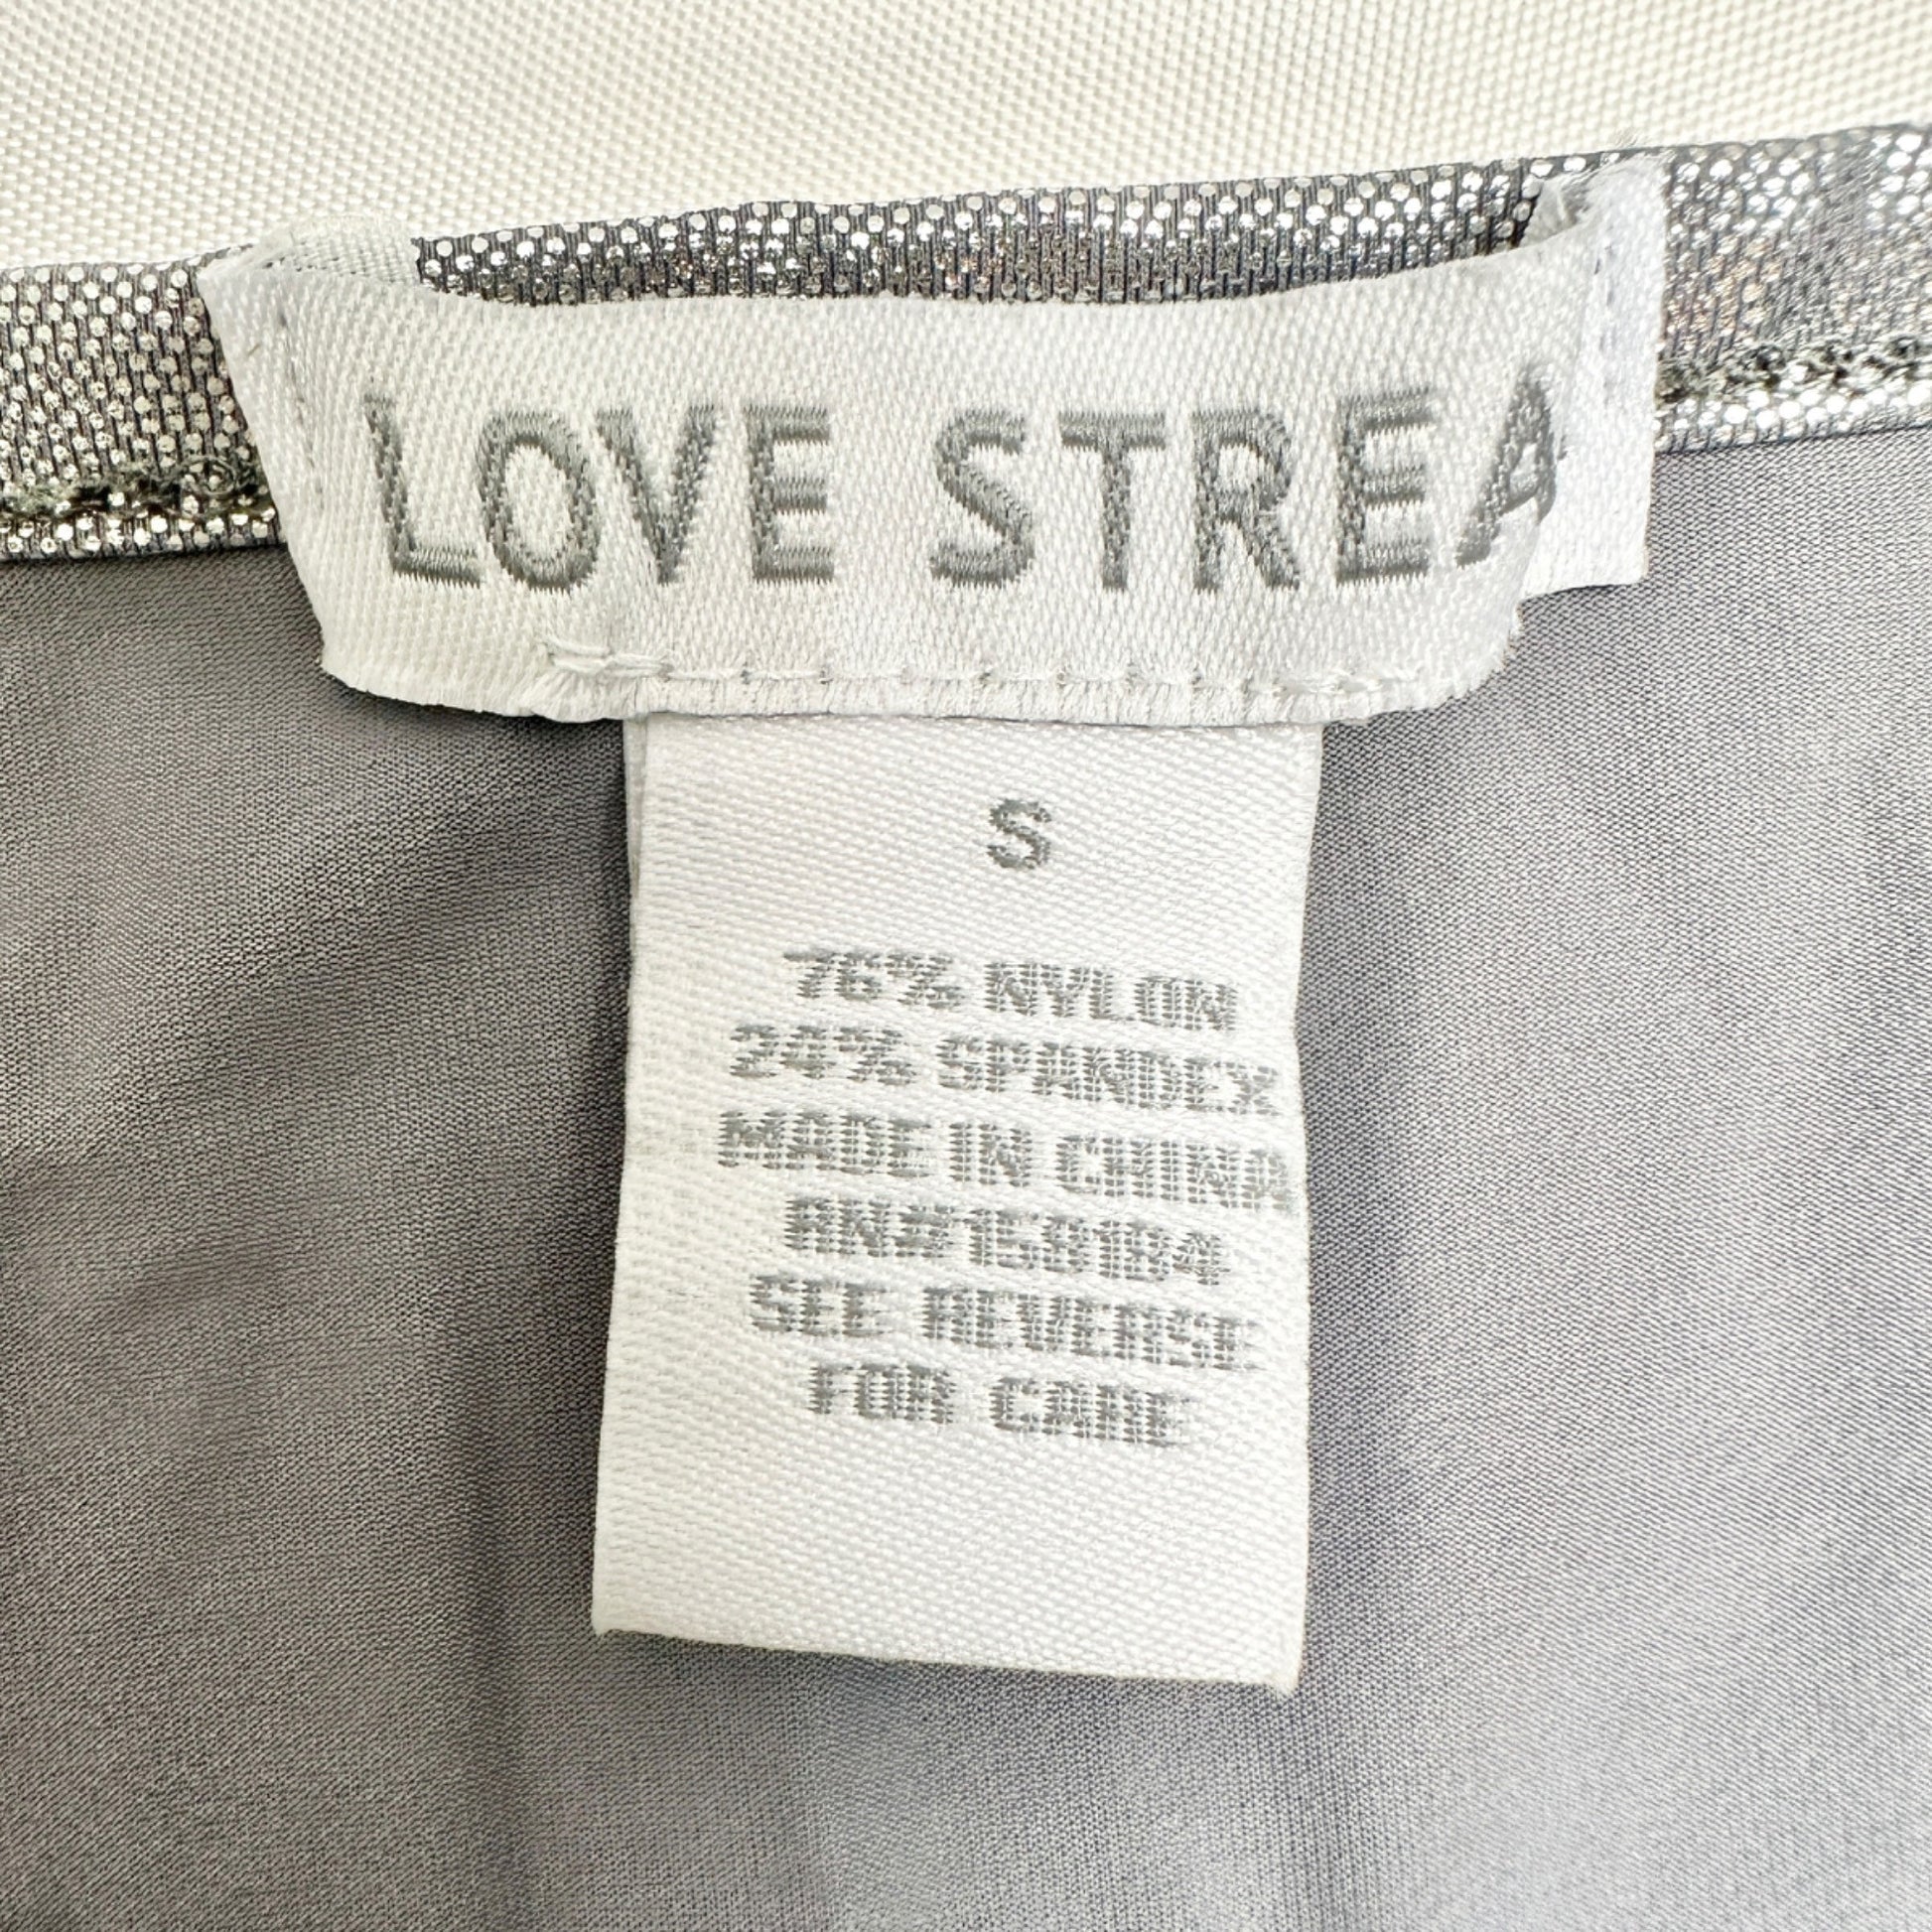 LOVE STREA
S
76% NYLON
24% SPANDEX
MADE IN CHINA
RN#158184
SEE REVERSE
FOR CARE